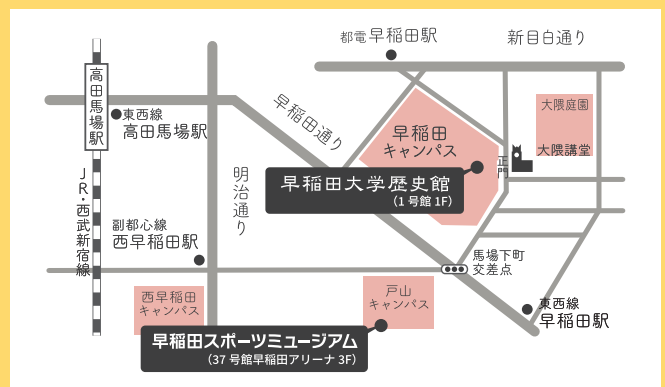 都電 早稲田駅
新目白通り
高田馬場駅
東西線
高田馬場駅
早稲田通り
早稲田
キャンパス
大隈庭園
大隈講堂
正門
早稲田大学歴史館
（1 号館 1F）
JR・西武新宿線
明治通り
副都心線
西早稲田駅
馬場下町
交差点
西早稲田
キャンパス
戸山
キャンパス
東西線
早稲田駅
早稲田スポーツミュージアム
（37 号館早稲田アリーナ 3F）